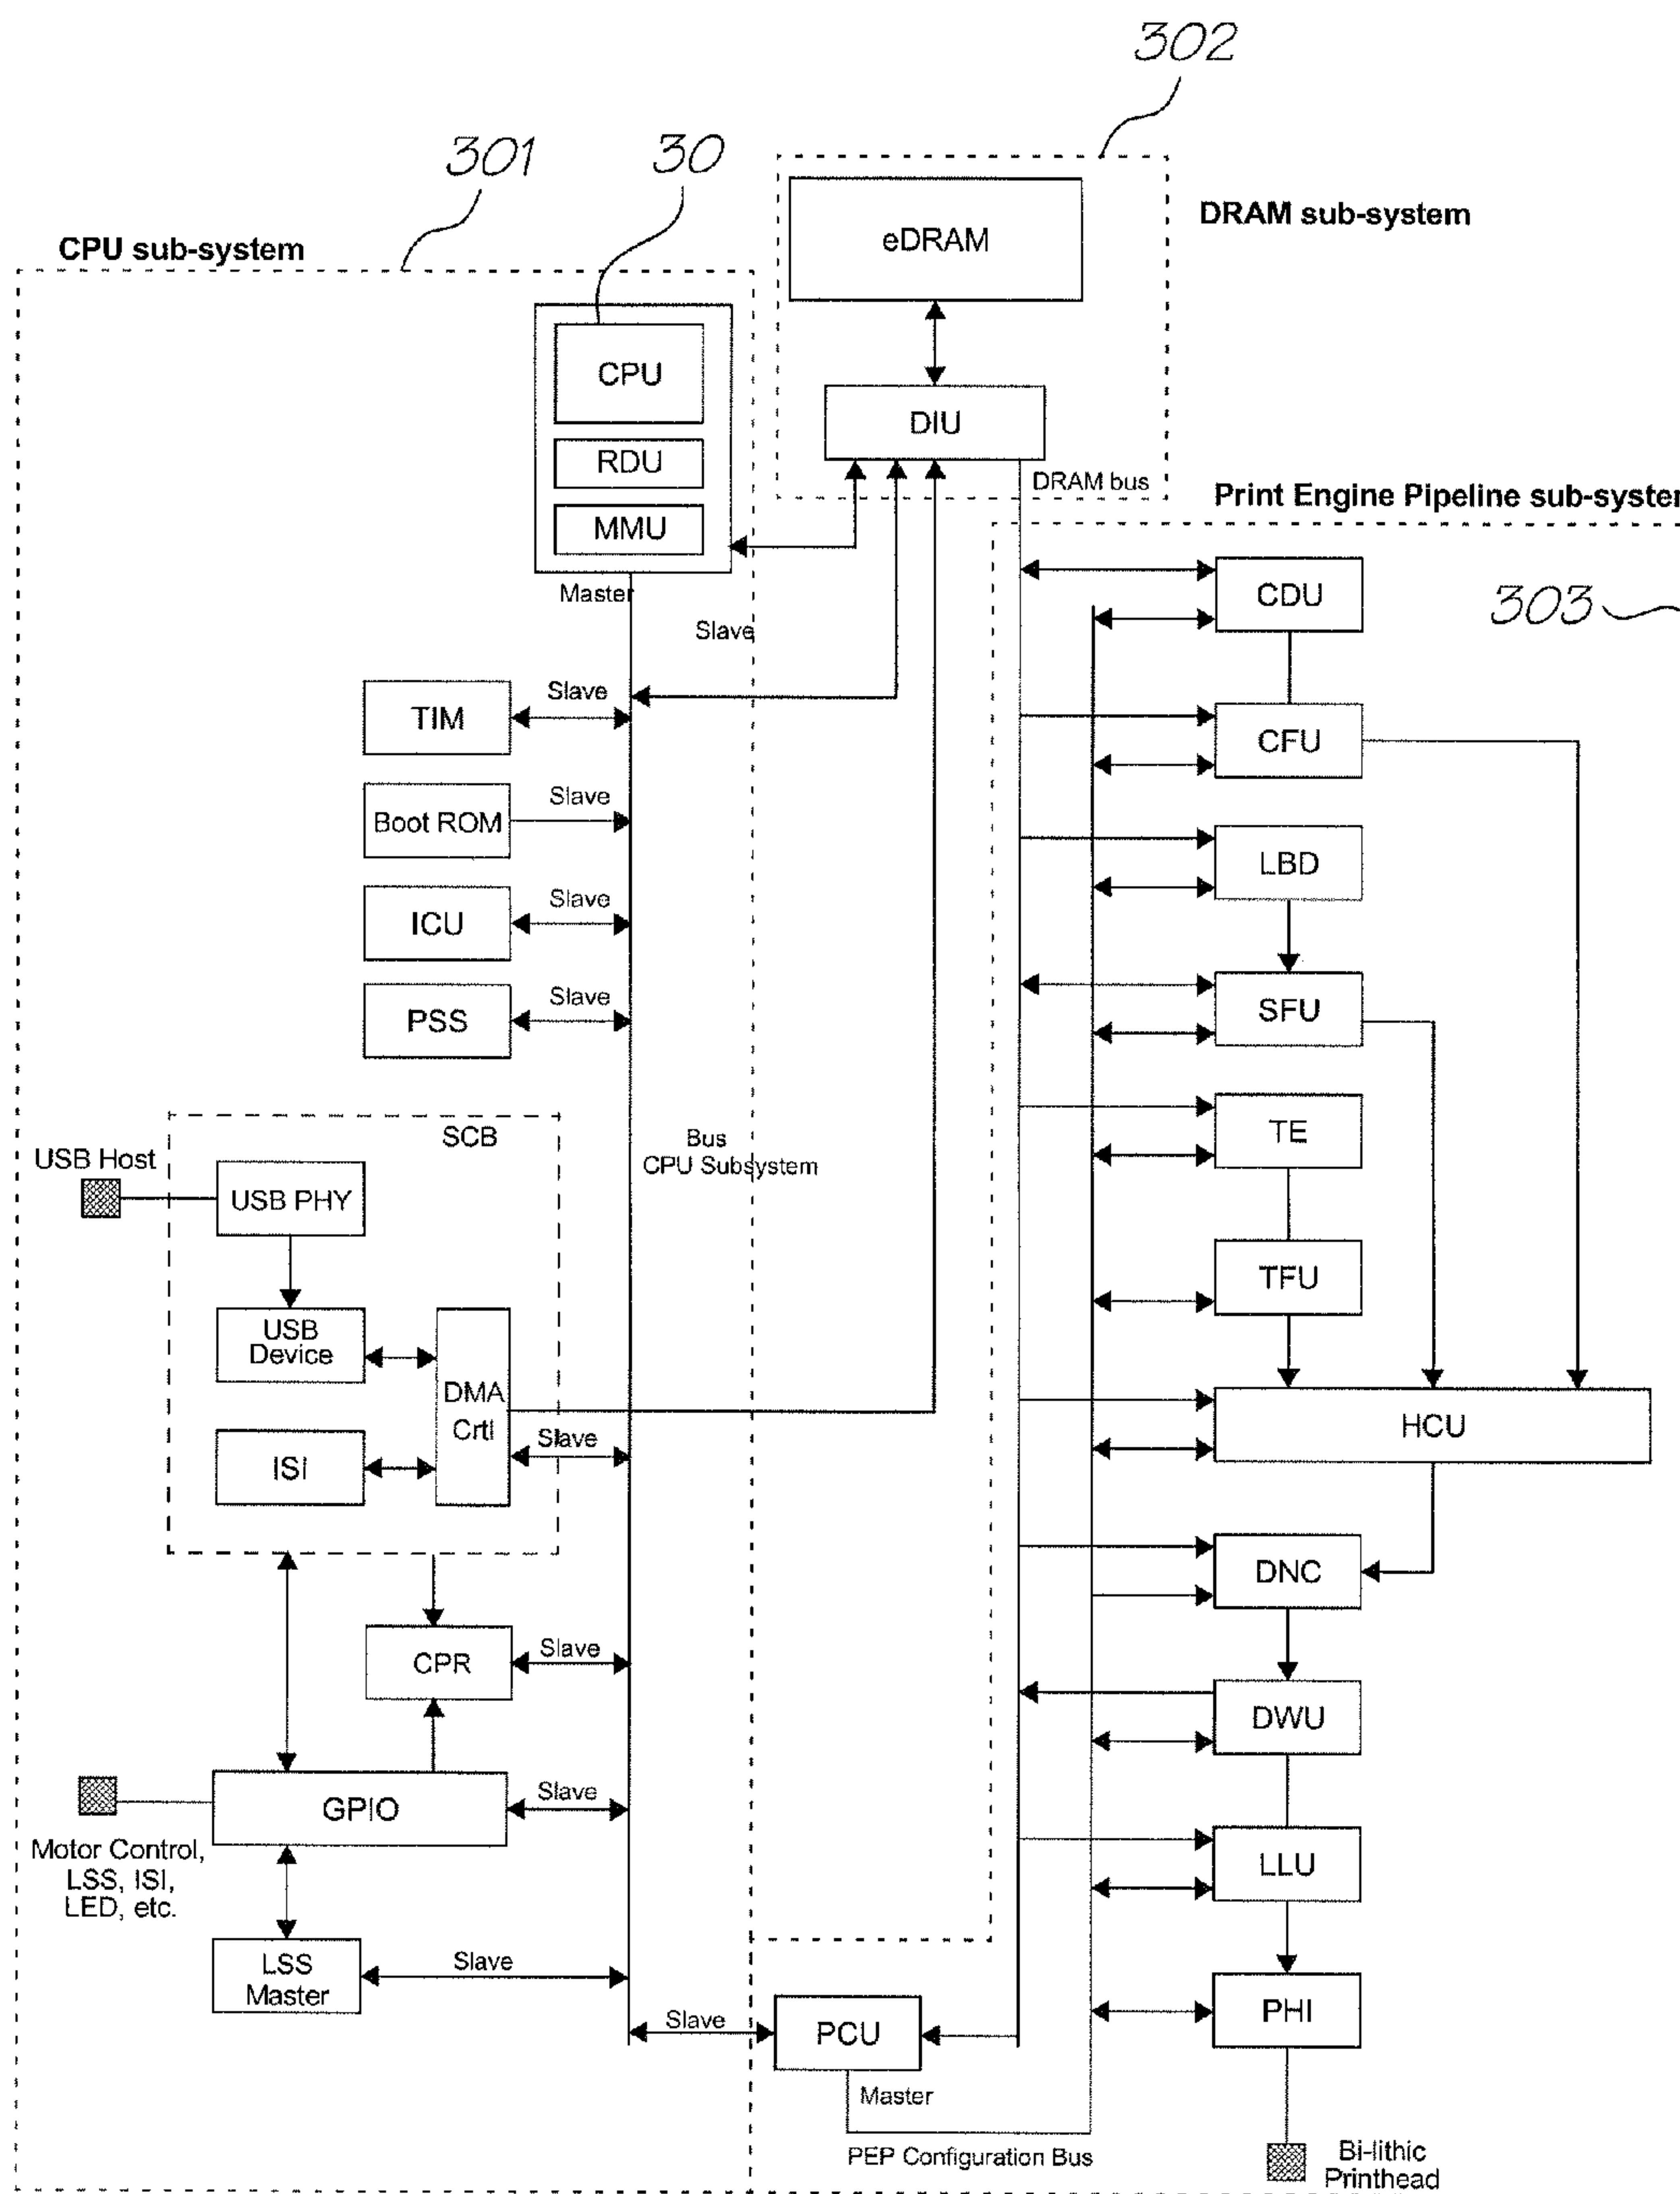 302
301
30
DRAM sub-system
CPU sub-system
eDRAM
CPU
DIU
RDU
DRAM bus
Print Engine Pipeline sub-syster
MMU
Master
CDU
303
Slave
TIM
Slave
CFU
Boot ROM
Slave
LBD
ICU
Slave
PSS
Slave
SFU
SCB
Bus
CPU Subsystem
TE
USB Host
USB PHY
TFU
USB
Device
DMA
Crtl
Slave
HCU
ISI
DNC
CPR
Slave
DWU
GPIO
Slave
Motor Control,
LSS, ISI,
LED, etc.
LLU
LSS
Master
Slave
PHI
Slave
PCU
Master
PEP Configuration Bus
Bi-lithic
Printhead